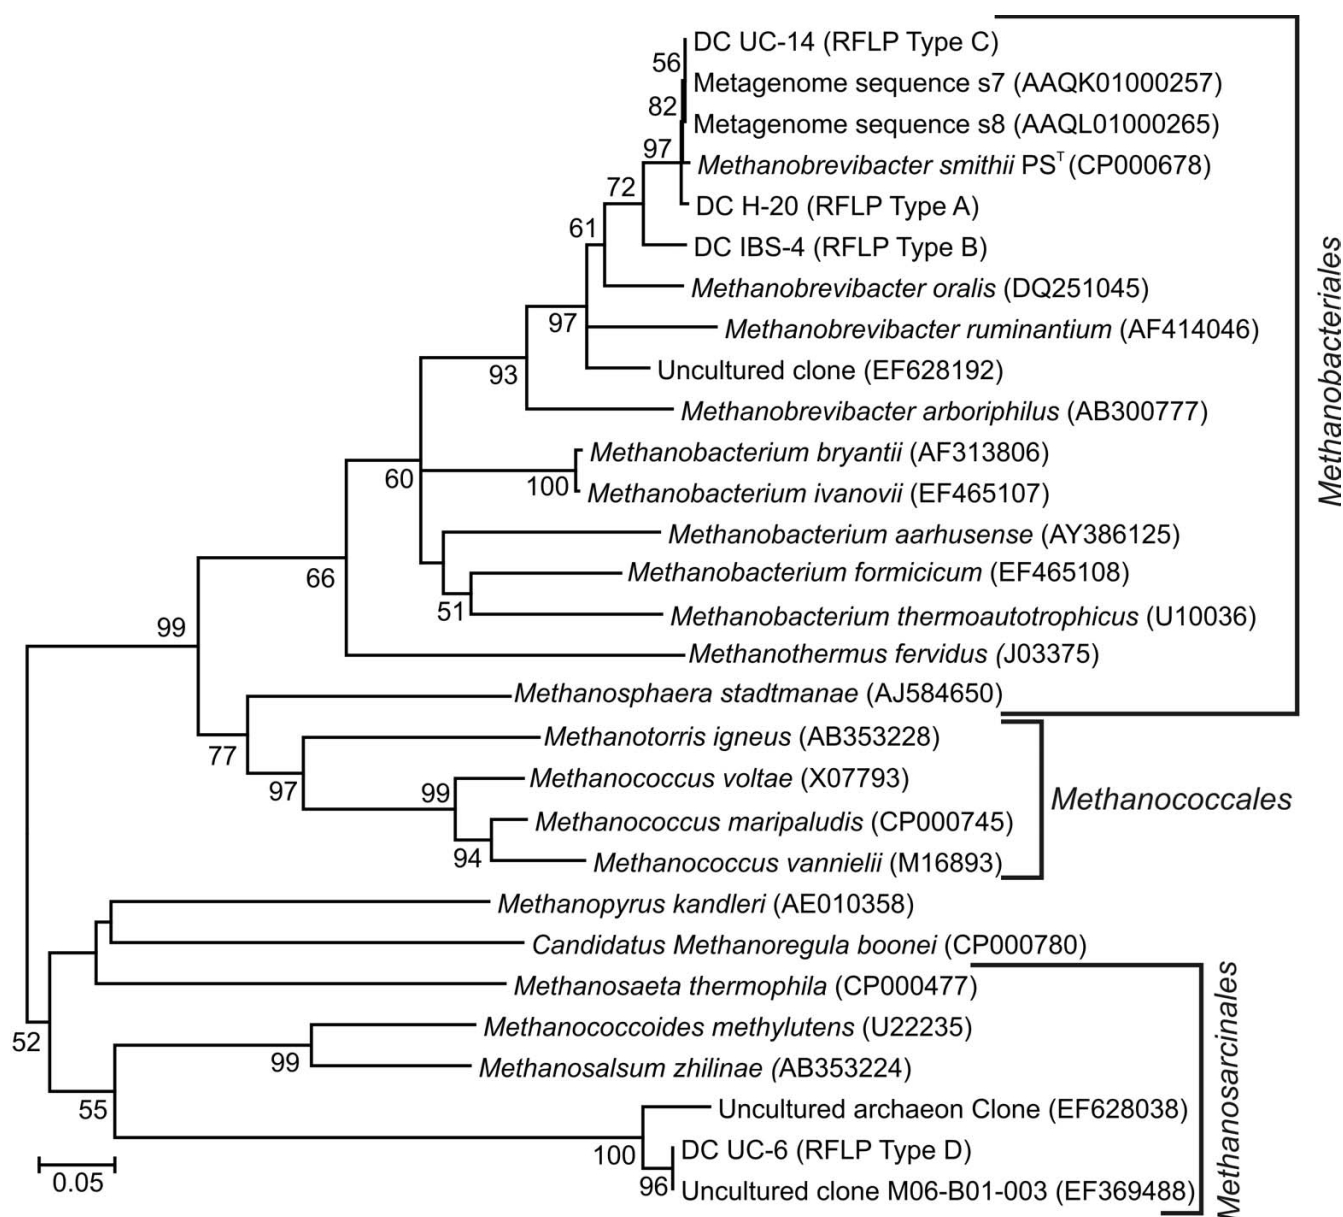 DC UC-14 (RFLP Type C)
56
Metagenome sequence s7 (AAQK01000257)
82
Metagenome sequence s8 (AAQL01000265)
97
Methanobrevibacter smithii PST (CP000678)
72
DC H-20 (RFLP Type A)
61
DC IBS-4 (RFLP Type B)
Methanobrevibacter oralis (DQ251045)
97
Methanobrevibacter ruminantium (AF414046)
93
Uncultured clone (EF628192)
Methanobrevibacter arboriphilus (AB300777)
Methanobacteriales
Methanobacterium bryantii (AF313806)
60
100
Methanobacterium ivanovii (EF465107)
Methanobacterium aarhusense (AY386125)
66
Methanobacterium formicicum (EF465108)
51
Methanobacterium thermoautotrophicus (U10036)
99
Methanothermus fervidus (J03375)
Methanosphaera stadtmanae (AJ584650)
77
Methanotorris igneus (AB353228)
97
Methanococcus voltae (X07793)
99
Methanococcales
Methanococcus maripaludis (CP000745)
94
Methanococcus vannielii (M16893)
Methanopyrus kandleri (AE010358)
Candidatus Methanoregula boonei (CP000780)
Methanosaeta thermophila (CP000477)
Methanococcoides methylutens (U22235)
52
99
Methanosalsum zhilinae (AB353224)
Methanosarcinales
55
Uncultured archaeon Clone (EF628038)
100
DC UC-6 (RFLP Type D)
0.05
96
Uncultured clone M06-B01-003 (EF369488)